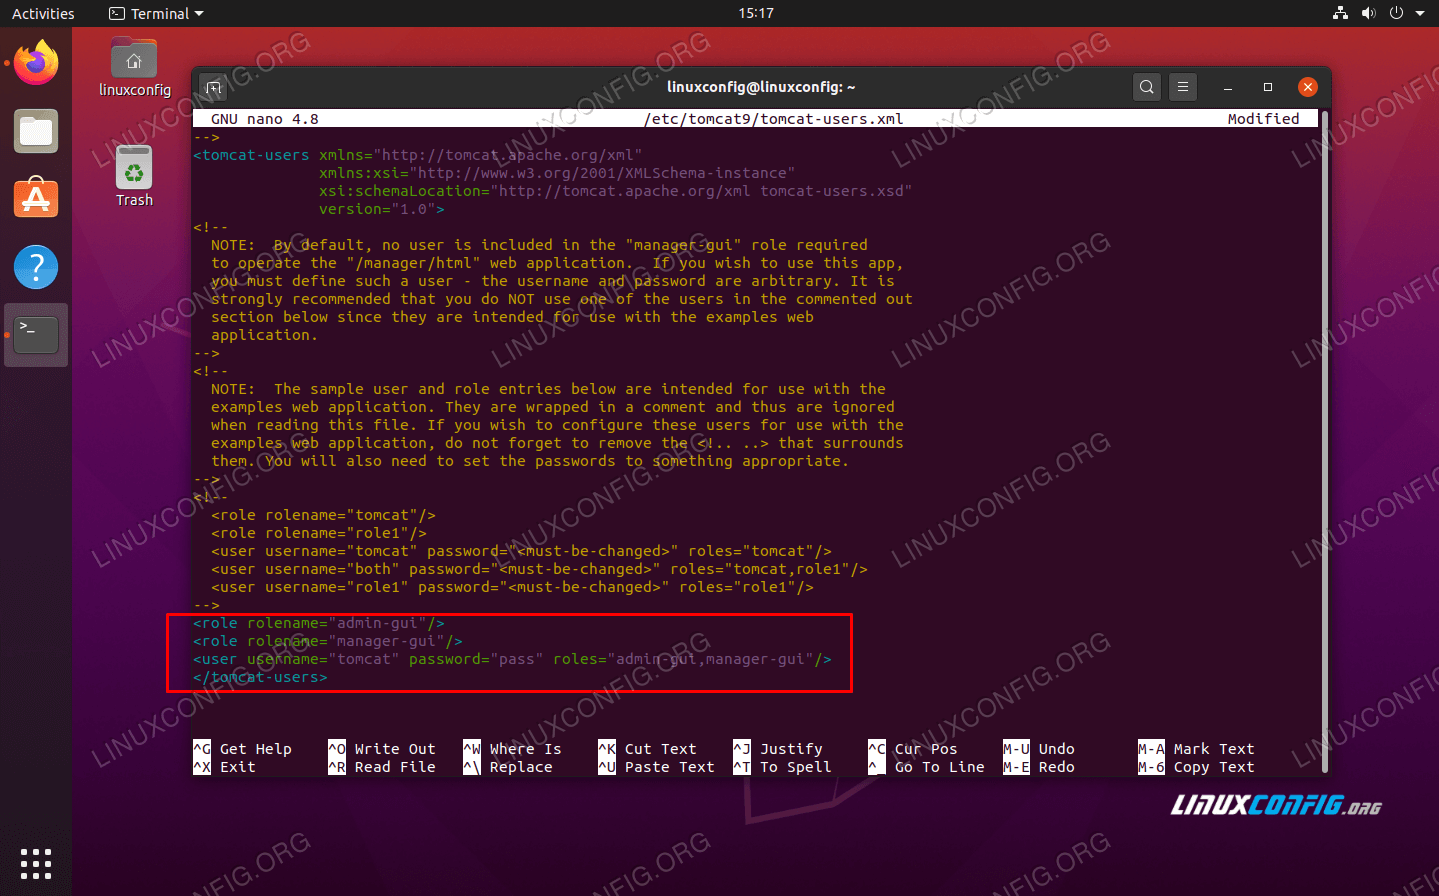 Activities Terminal 15:17
linuxconfig
Trash
linuxconfig@linuxconfig: ~
GNU nano 4.8 /etc/tomcat9/tomcat-users.xml Modified
-->
<tomcat-users xmlns="http://tomcat.apache.org/xml"
xmlns:xsi="http://www.w3.org/2001/XMLSchema-instance"
xsi:schemaLocation="http://tomcat.apache.org/xml tomcat-users.xsd"
version="1.0">
<!--
NOTE:  By default, no user is included in the "manager-gui" role required
to operate the "/manager/html" web application.  If you wish to use this app,
you must define such a user - the username and password are arbitrary. It is
strongly recommended that you do NOT use one of the users in the commented out
section below since they are intended for use with the examples web
application.
-->
<!--
NOTE:  The sample user and role entries below are intended for use with the
examples web application. They are wrapped in a comment and thus are ignored
when reading this file. If you wish to configure these users for use with the
examples web application, do not forget to remove the <!.. ..> that surrounds
them. You will also need to set the passwords to something appropriate.
-->
<!--
<role rolename="tomcat"/>
<role rolename="role1"/>
<user username="tomcat" password="<must-be-changed>" roles="tomcat"/>
<user username="both" password="<must-be-changed>" roles="tomcat,role1"/>
<user username="role1" password="<must-be-changed>" roles="role1"/>
-->
<role rolename="admin-gui"/>
<role rolename="manager-gui"/>
<user username="tomcat" password="pass" roles="admin-gui,manager-gui"/>
</tomcat-users>
^G Get Help ^O Write Out ^W Where Is ^K Cut Text ^J Justify ^C Cur Pos M-U Undo M-A Mark Text
^X Exit ^R Read File ^\ Replace ^U Paste Text ^T To Spell ^_ Go To Line M-E Redo M-6 Copy Text
LINUXCONFIG.ORG